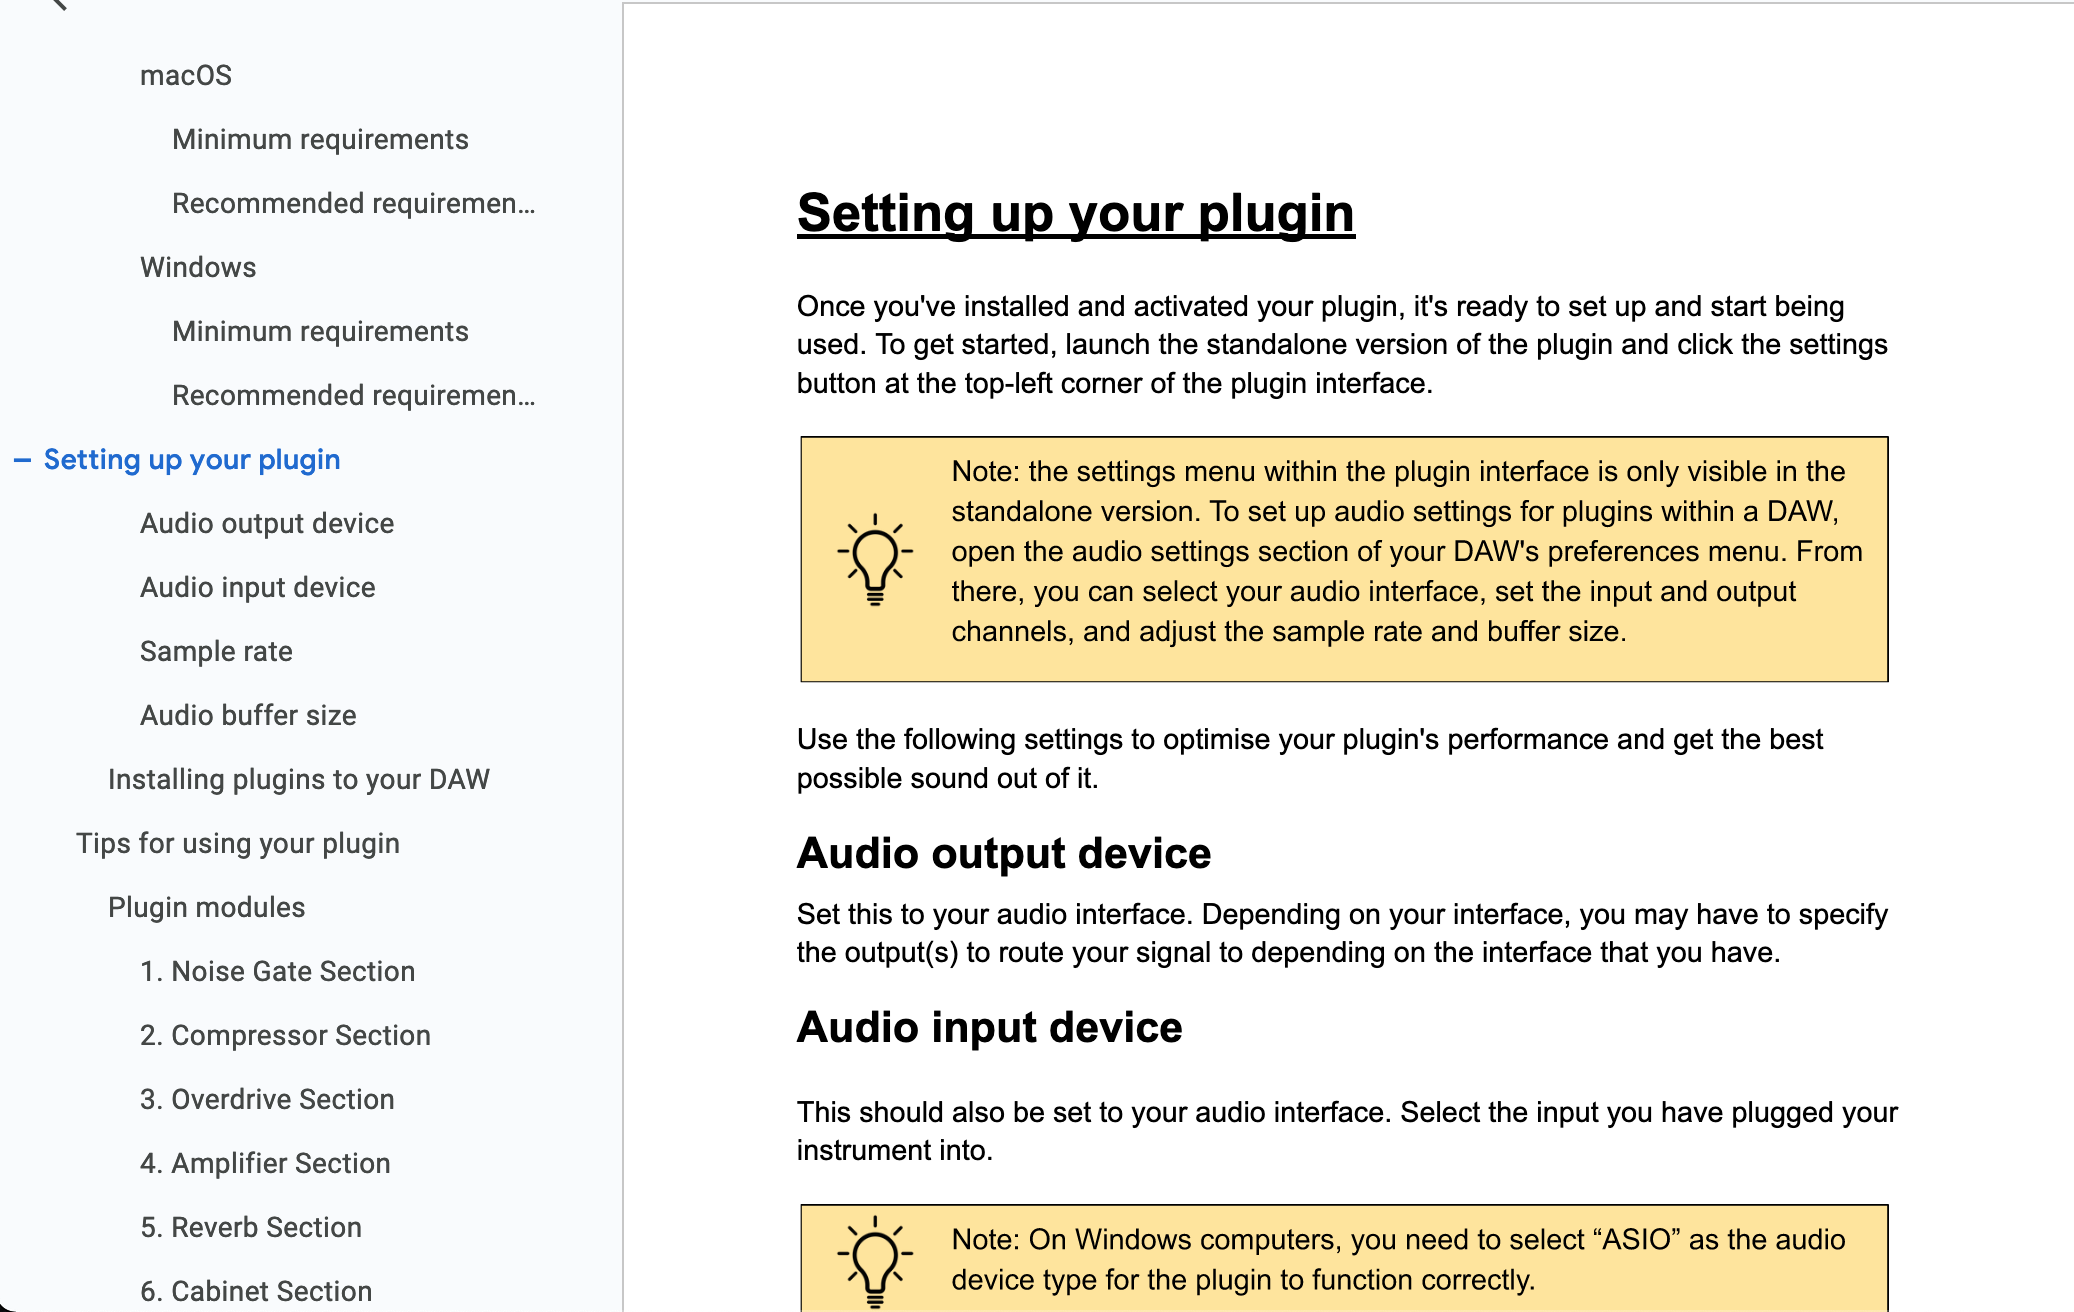 macOS
Minimum requirements
Recommended requiremen...
Windows
Minimum requirements
Recommended requiremen...
Setting up your plugin
Audio output device
Audio input device
Sample rate
Audio buffer size
Installing plugins to your DAW
Tips for using your plugin
Plugin modules
1. Noise Gate Section
2. Compressor Section
3. Overdrive Section
4. Amplifier Section
5. Reverb Section
6. Cabinet Section
Setting up your plugin
Once you've installed and activated your plugin, it's ready to set up and start being
used. To get started, launch the standalone version of the plugin and click the settings
button at the top-left corner of the plugin interface.
Note: the settings menu within the plugin interface is only visible in the
standalone version. To set up audio settings for plugins within a DAW,
open the audio settings section of your DAW's preferences menu. From
there, you can select your audio interface, set the input and output
channels, and adjust the sample rate and buffer size.
Use the following settings to optimise your plugin's performance and get the best
possible sound out of it.
Audio output device
Set this to your audio interface. Depending on your interface, you may have to specify
the output(s) to route your signal to depending on the interface that you have.
Audio input device
This should also be set to your audio interface. Select the input you have plugged your
instrument into.
Note: On Windows computers, you need to select “ASIO” as the audio
device type for the plugin to function correctly.